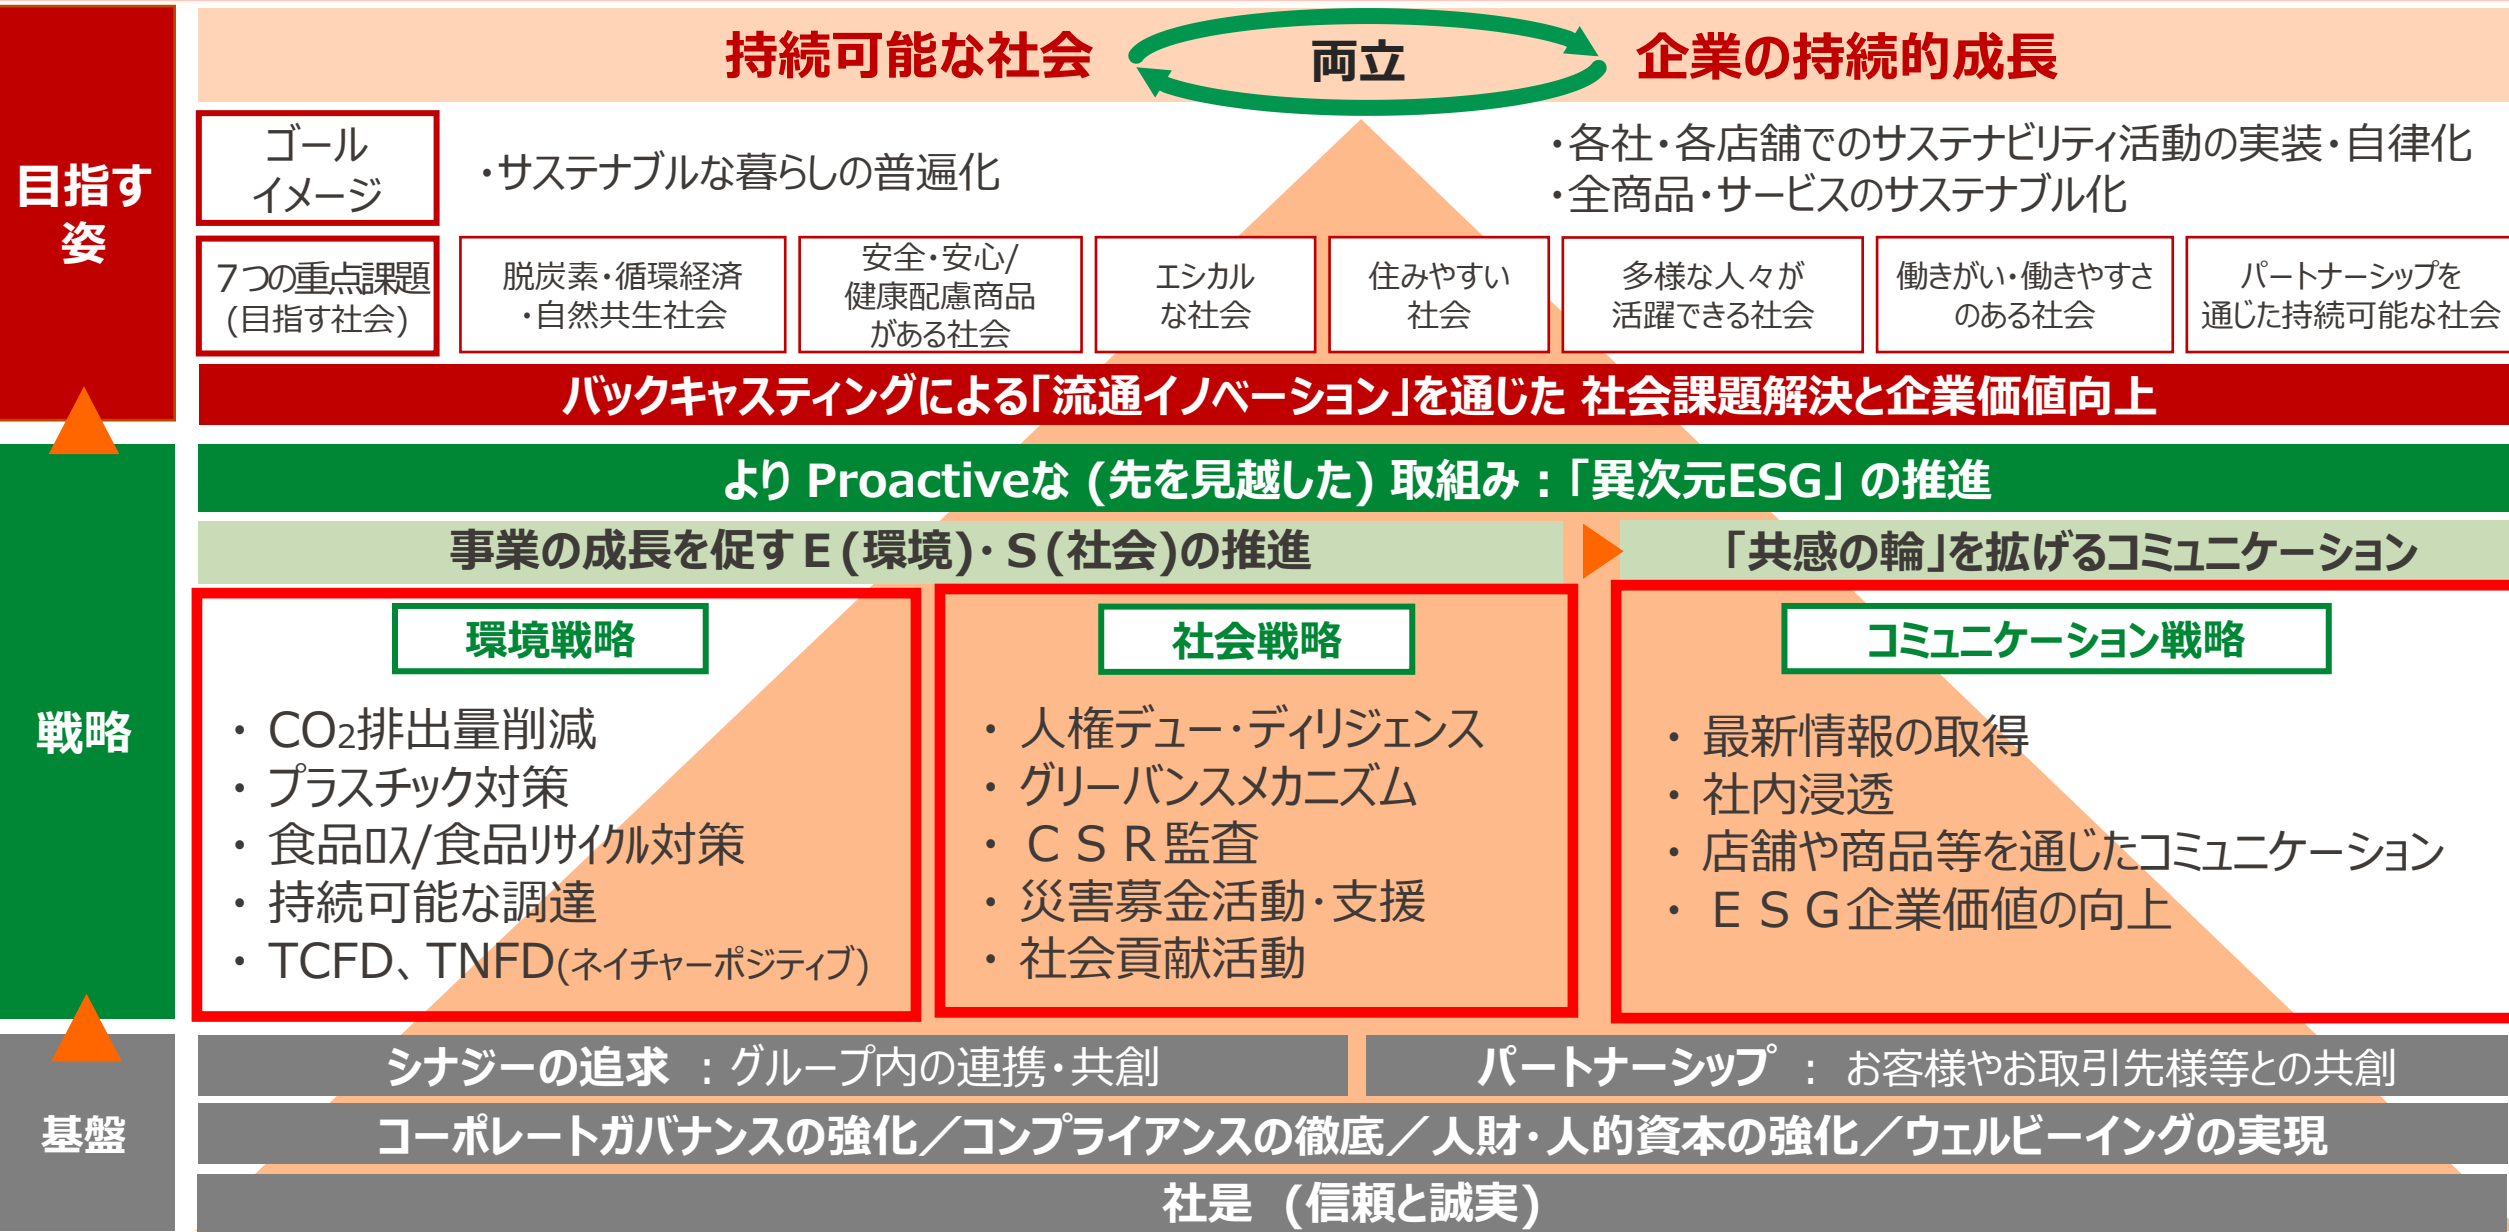 目指す
姿
持続可能な社会
両立
企業の持続的成長
ゴール
イメージ
・サステナブルな暮らしの普遍化
・各社・各店舗でのサステナビリティ活動の実装・自律化
・全商品・サービスのサステナブル化
7つの重点課題
(目指す社会)
脱炭素・循環経済
・自然共生社会
安全・安心/
健康配慮商品
がある社会
エシカル
な社会
住みやすい
社会
多様な人々が
活躍できる社会
働きがい・働きやすさ
のある社会
パートナーシップを
通じた持続可能な社会
バックキャスティングによる「流通イノベーション」を通じた 社会課題解決と企業価値向上
戦略
より Proactiveな (先を見越した) 取組み：「異次元ESG」 の推進
事業の成長を促すＥ(環境)・Ｓ(社会)の推進
「共感の輪」を拡げるコミュニケーション
環境戦略
・ CO₂排出量削減
・ プラスチック対策
・ 食品ロス/食品リサイクル対策
・ 持続可能な調達
・ TCFD、TNFD(ネイチャーポジティブ)
社会戦略
・ 人権デュー・ディリジェンス
・ グリーバンスメカニズム
・ ＣＳＲ監査
・ 災害募金活動・支援
・ 社会貢献活動
コミュニケーション戦略
・ 最新情報の取得
・ 社内浸透
・ 店舗や商品等を通じたコミュニケーション
・ ＥＳＧ企業価値の向上
基盤
シナジーの追求 ：グループ内の連携・共創
パートナーシップ ： お客様やお取引先様等との共創
コーポレートガバナンスの強化／コンプライアンスの徹底／人財・人的資本の強化／ウェルビーイングの実現
社是 (信頼と誠実)